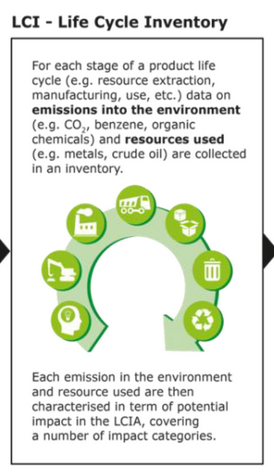 LCI - Life Cycle Inventory
For each stage of a product life
cycle (e.g. resource extraction,
manufacturing, use, etc.) data on
emissions into the environment
(e.g. CO₂, benzene, organic
chemicals) and resources used
(e.g. metals, crude oil) are collected
in an inventory.
Each emission in the environment
and resource used are then
characterised in term of potential
impact in the LCIA, covering
a number of impact categories.